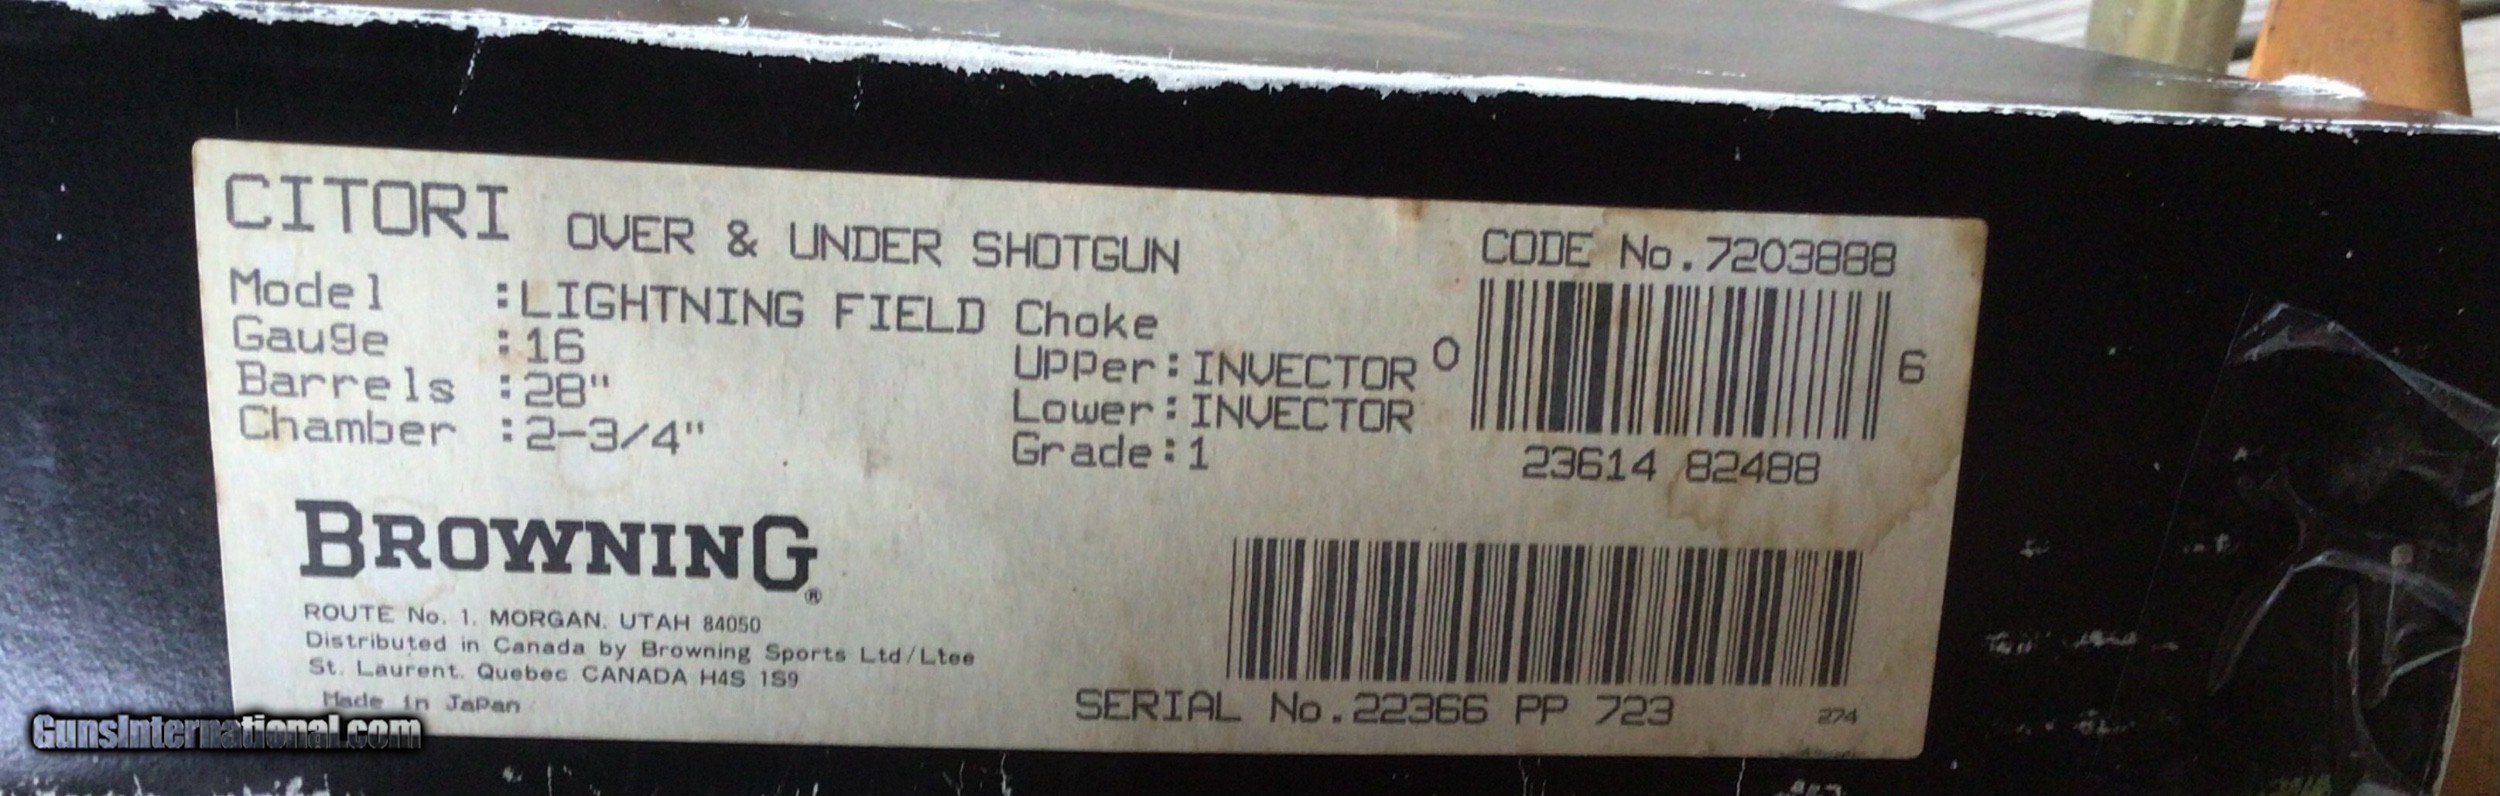 CITORI OVER & UNDER SHOTGUN
CODE No.7203888
Model :LIGHTNING FIELD Choke
Gauge :16
Upper:INVECTOR
Barrels :28"
Lower:INVECTOR
Chamber :2-3/4"
Grade:1
0 6
23614 82488
BROWNING®
ROUTE No. 1, MORGAN, UTAH 84050
Distributed in Canada by Browning Sports Ltd/Ltee
St. Laurent, Quebec CANADA H4S 1S9
Made in Japan
SERIAL No.22366 PP 723
274
GunsInternational.com